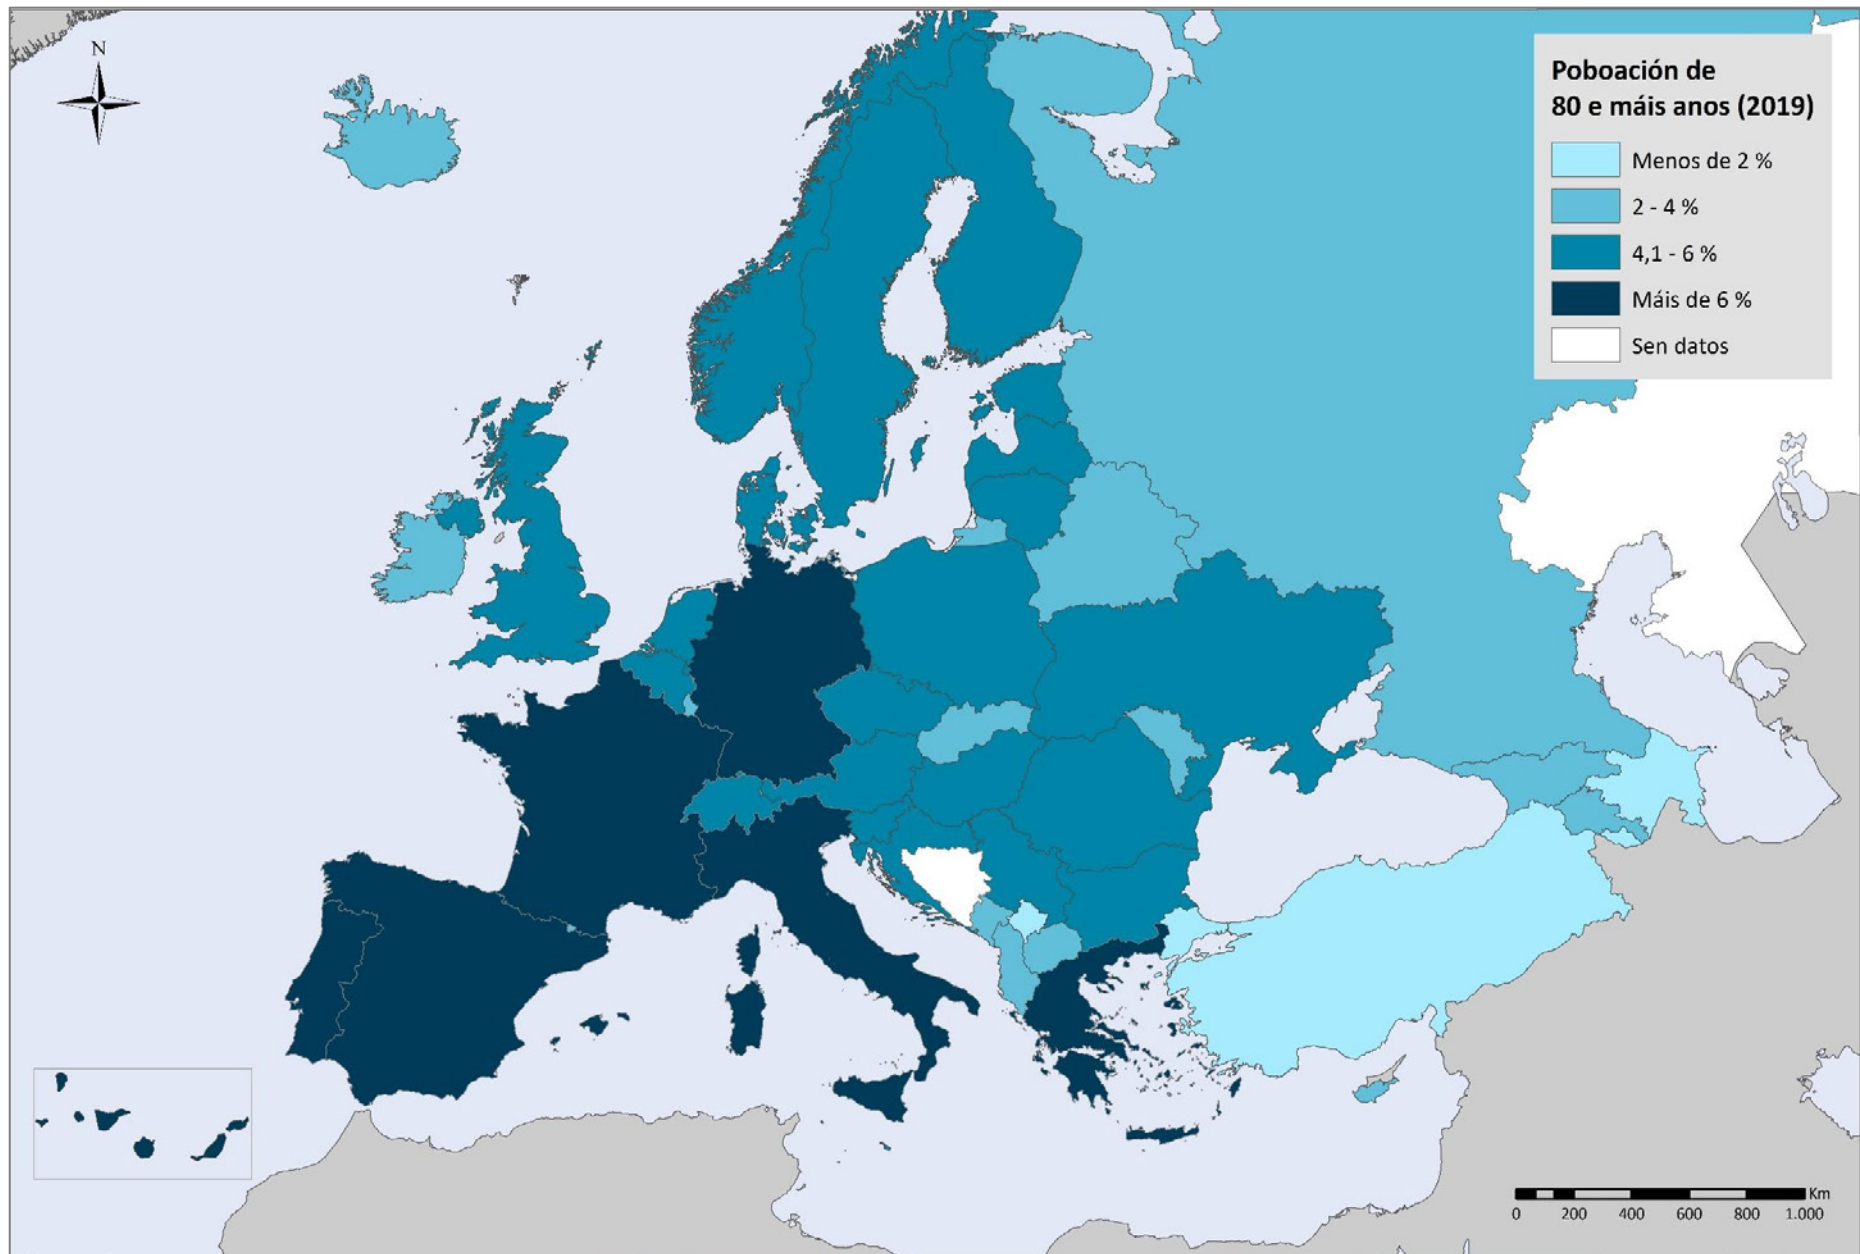 N
Poboación de
80 e máis anos (2019)
Menos de 2 %
2 - 4 %
4,1 - 6 %
Máis de 6 %
Sen datos
Km
0 200 400 600 800 1.000